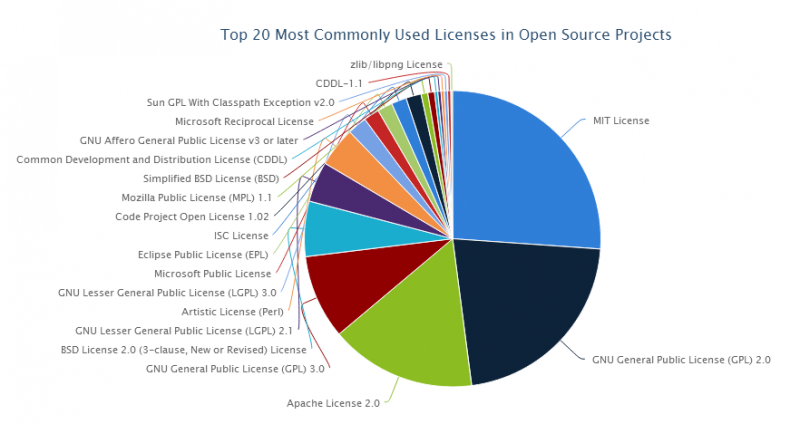 Top 20 Most Commonly Used Licenses in Open Source Projects
zlib/libpng License
CDDL-1.1
Sun GPL With Classpath Exception v2.0
Microsoft Reciprocal License
GNU Affero General Public License v3 or later
Common Development and Distribution License (CDDL)
Simplified BSD License (BSD)
Mozilla Public License (MPL) 1.1
Code Project Open License 1.02
ISC License
Eclipse Public License (EPL)
Microsoft Public License
GNU Lesser General Public License (LGPL) 3.0
Artistic License (Perl)
GNU Lesser General Public License (LGPL) 2.1
BSD License 2.0 (3-clause, New or Revised) License
GNU General Public License (GPL) 3.0
Apache License 2.0
MIT License
GNU General Public License (GPL) 2.0